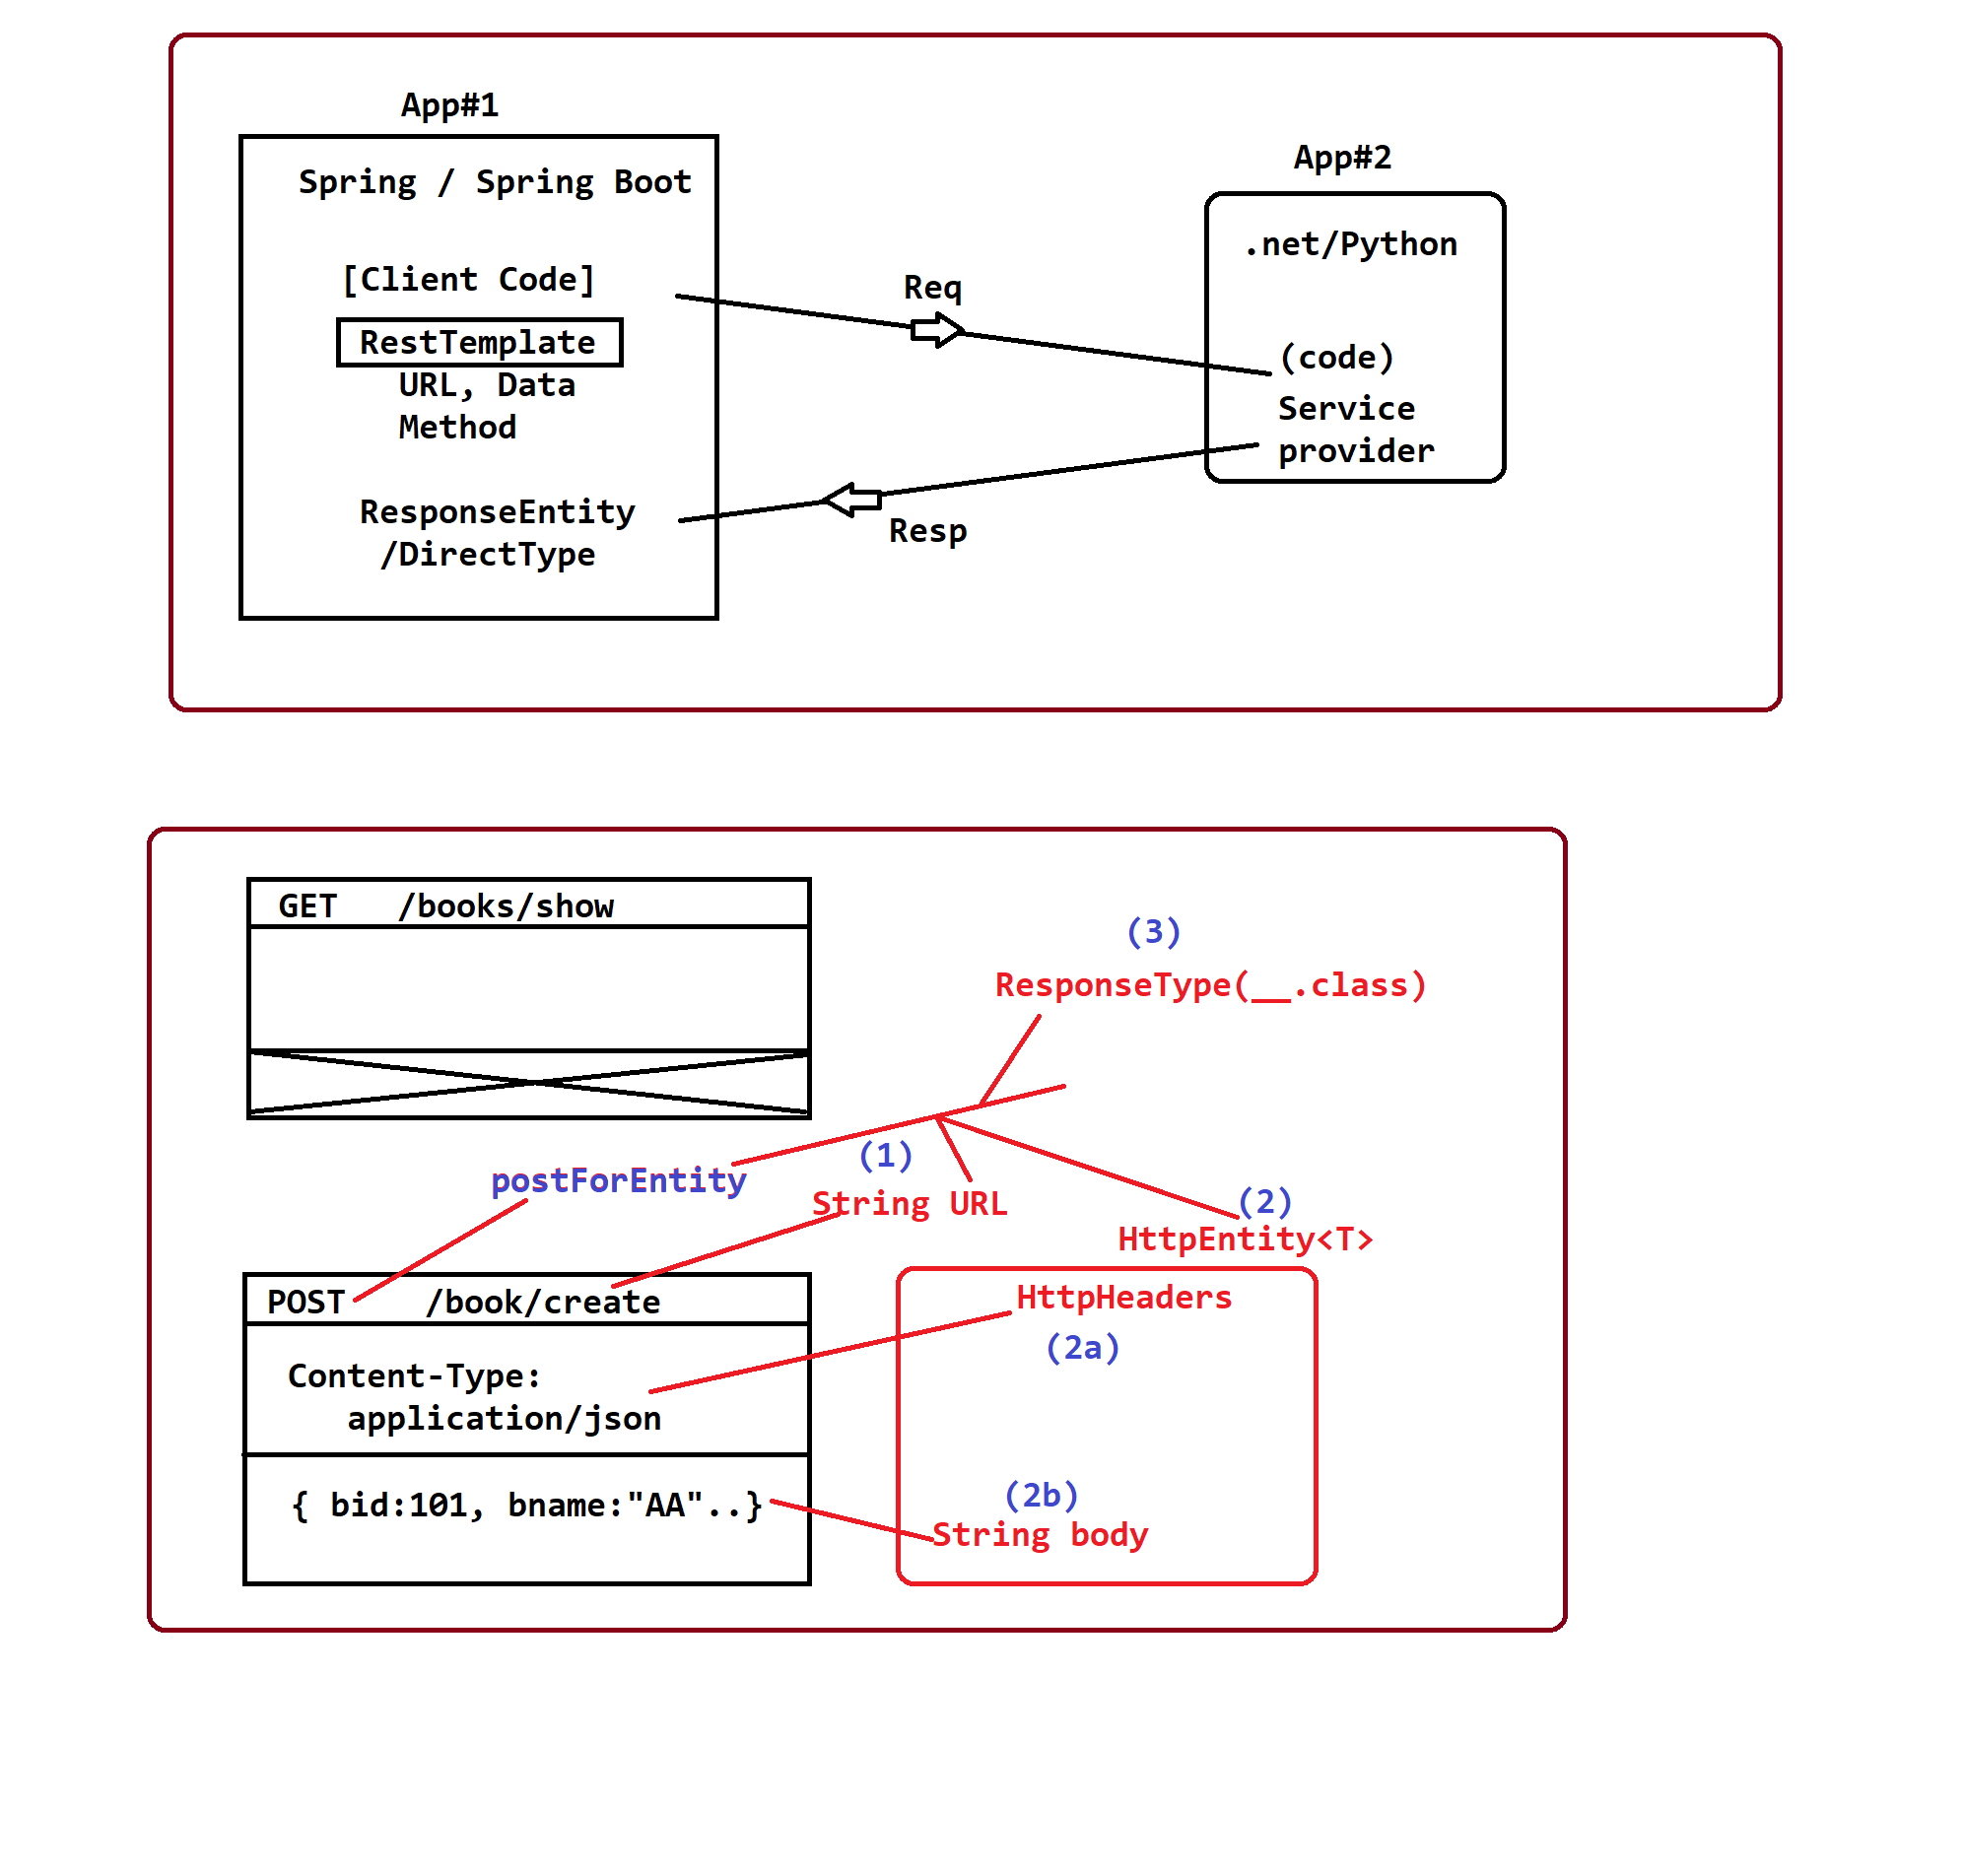 App#1
Spring / Spring Boot
[Client Code]
RestTemplate
URL, Data
Method
ResponseEntity
/DirectType
Req
Resp
App#2
.net/Python
(code)
Service
provider
GET /books/show
(3)
ResponseType(__.class)
postForEntity
(1)
String URL
(2)
HttpEntity<T>
POST /book/create
Content-Type:
application/json
{ bid:101, bname:"AA"..}
HttpHeaders
(2a)
(2b)
String body